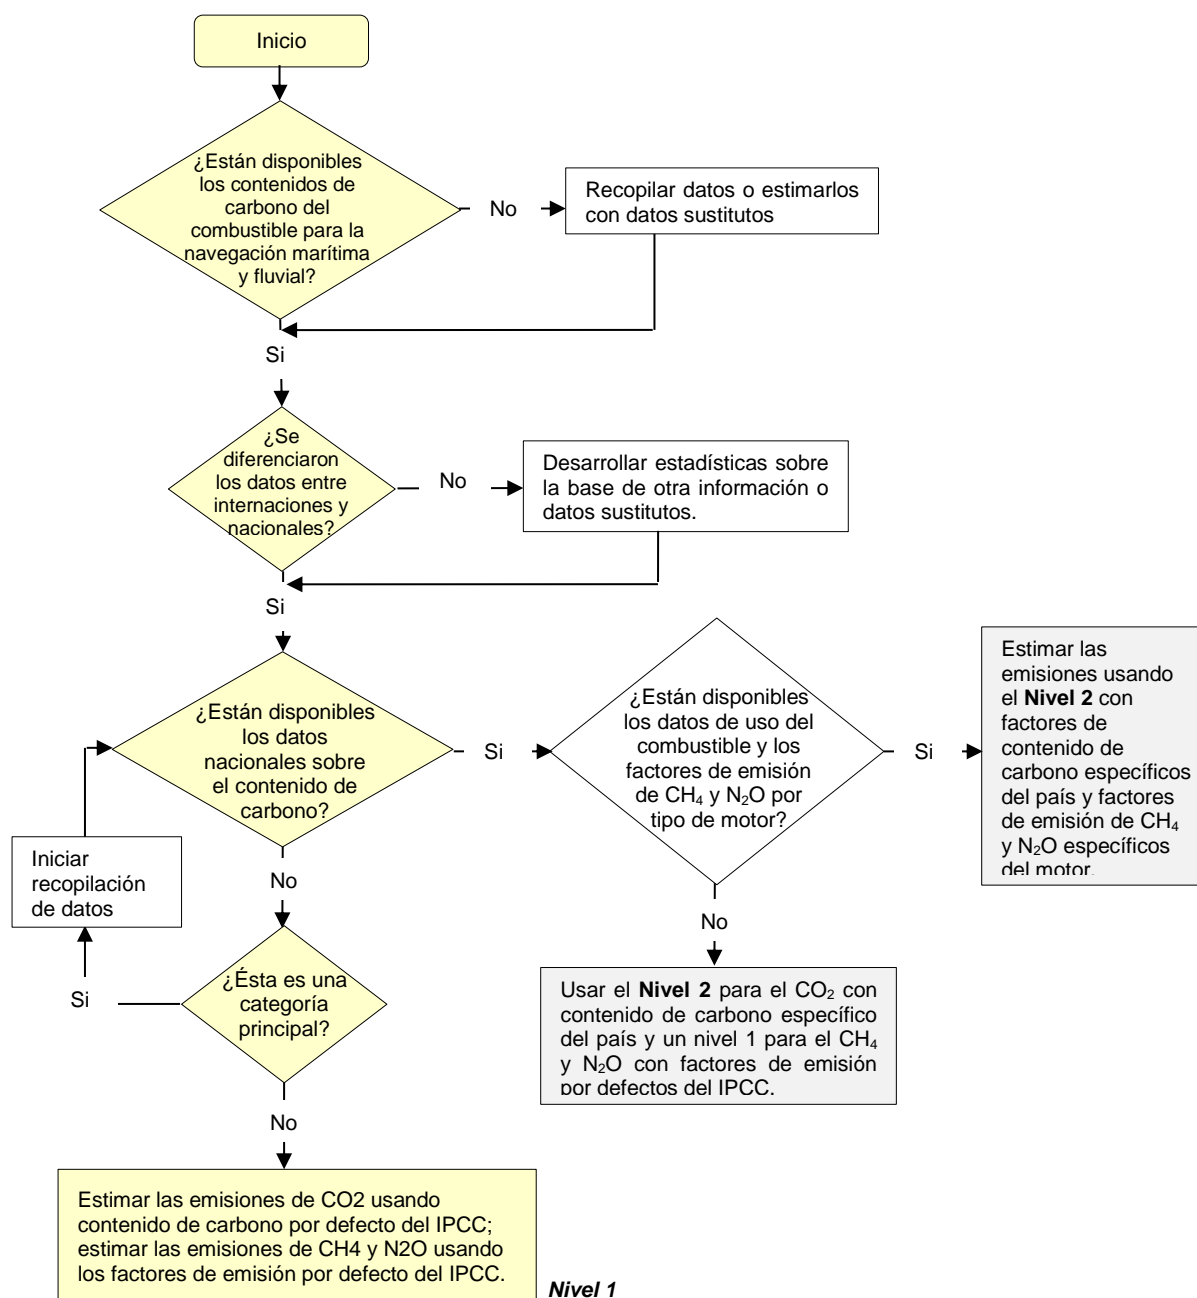 Inicio
¿Están disponibles
los contenidos de
carbono del
combustible para la
navegación marítima
y fluvial?
No
Recopilar datos o estimarlos
con datos sustitutos
Si
¿Se
diferenciaron
los datos entre
internaciones y
nacionales?
No
Desarrollar estadísticas sobre
la base de otra información o
datos sustitutos.
Si
¿Están disponibles
los datos
nacionales sobre
el contenido de
carbono?
Si
¿Están disponibles
los datos de uso del
combustible y los
factores de emisión
de CH₄ y N₂O por
tipo de motor?
Si
Estimar las
emisiones usando
el Nivel 2 con
factores de
contenido de
carbono específicos
del país y factores
de emisión de CH₄
y N₂O específicos
del motor.
Iniciar
recopilación
de datos
No
No
Si
¿Ésta es una
categoría
principal?
Usar el Nivel 2 para el CO₂ con
contenido de carbono específico
del país y un nivel 1 para el CH₄
y N₂O con factores de emisión
por defectos del IPCC.
No
Estimar las emisiones de CO2 usando
contenido de carbono por defecto del IPCC;
estimar las emisiones de CH4 y N2O usando
los factores de emisión por defecto del IPCC.
Nivel 1